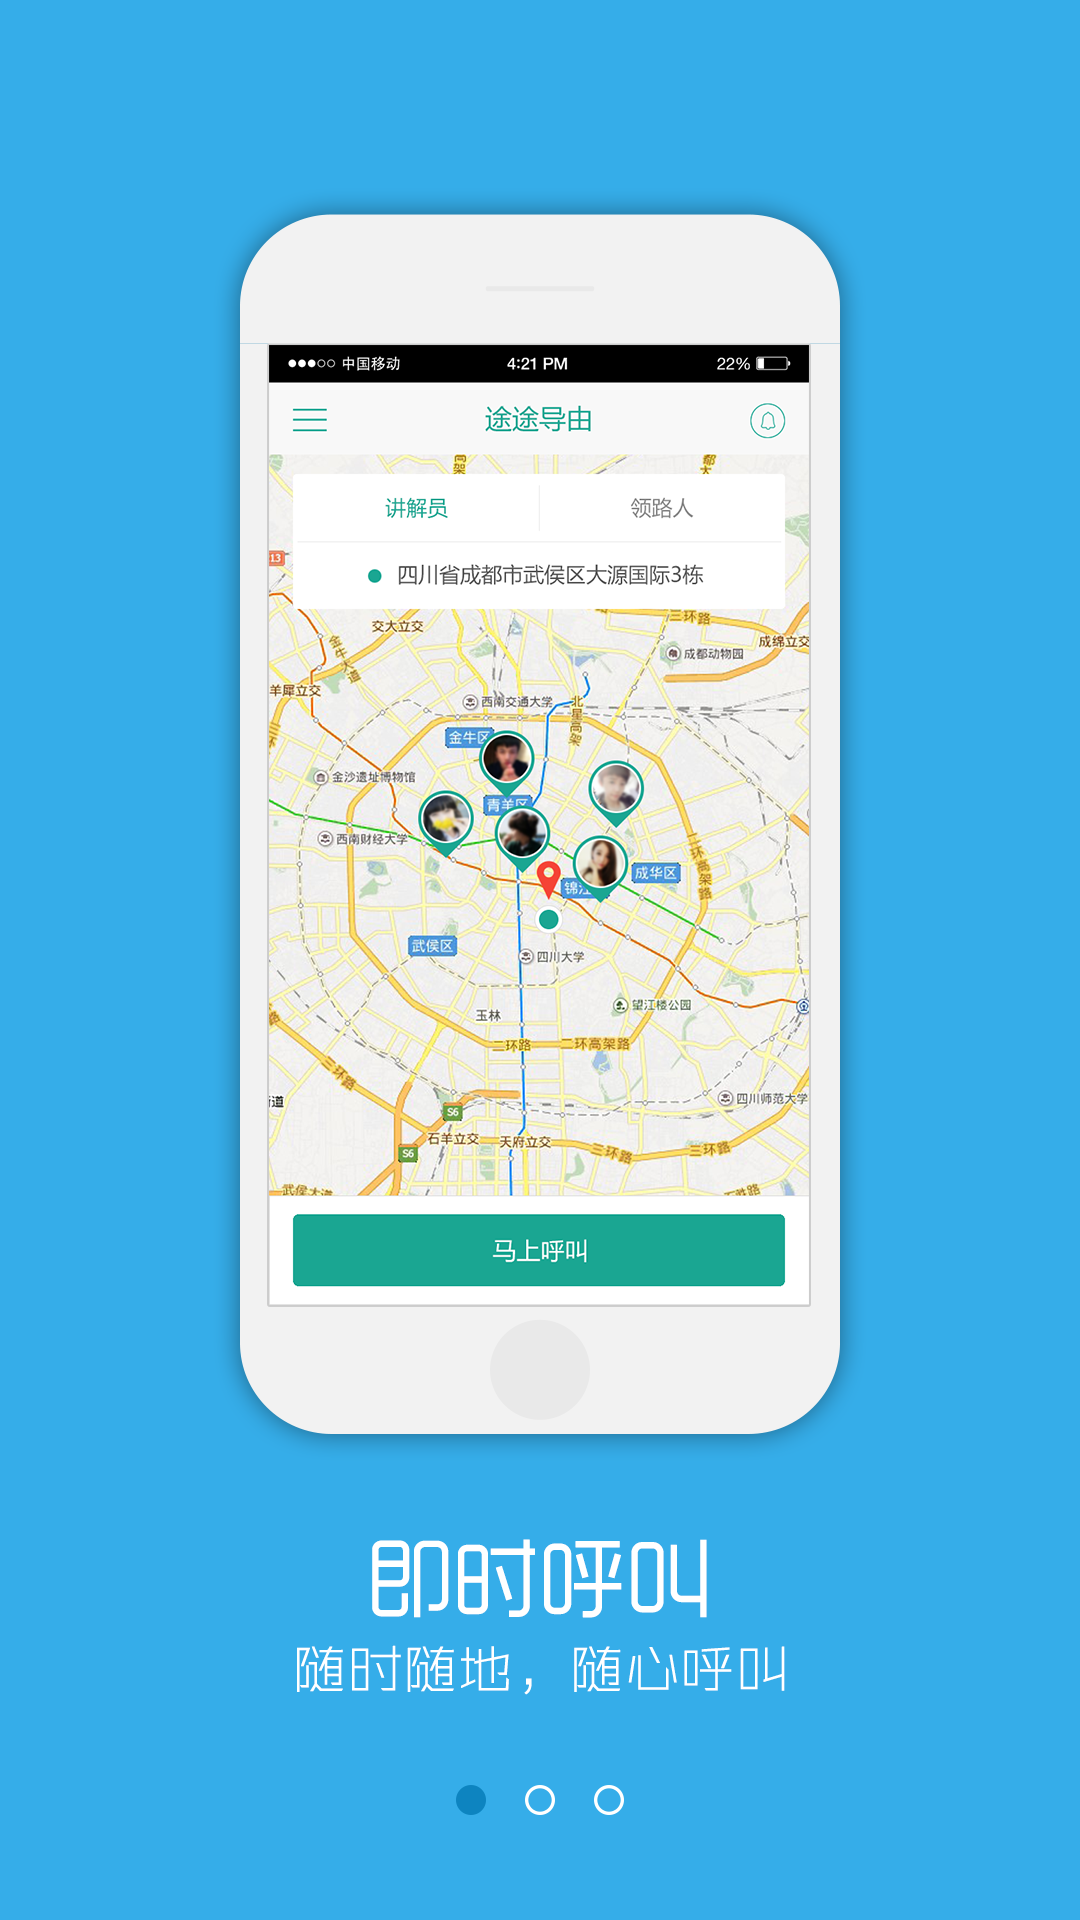 中国移动 4:21 PM 22%
途途导由
讲解员 领路人
四川省成都市武侯区大源国际3栋
13
三环路
交大立交
成绵立交
成都动物园
金牛大道
羊犀立交
西南交通大学
北星高架
金牛区
金沙遗址博物馆
青羊区
西南财经大学
二环高架路
成华区
锦江
武侯区
四川大学
望江楼公园
玉林
二环路
二环高架路
三环路
四川师范大学
S6
石羊立交
天府立交
三环路
三环路
S6
武侯大道
马上呼叫
即时呼叫
随时随地，随心呼叫